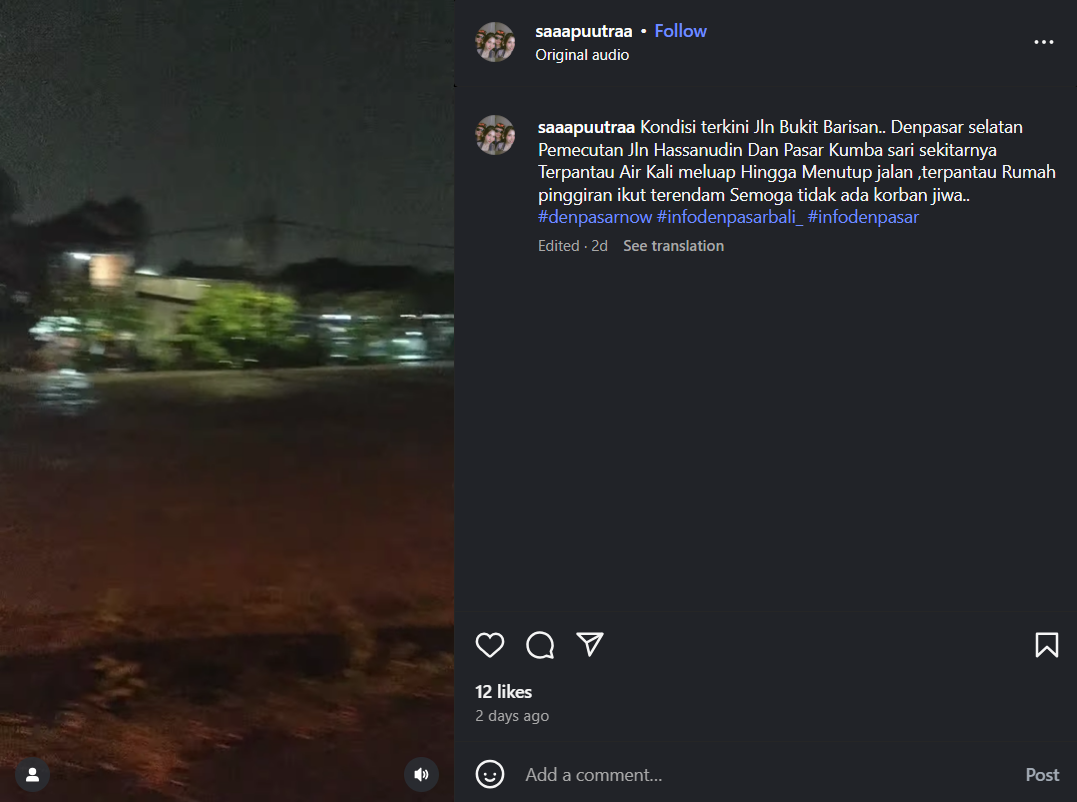 saaapuutraa • Follow
Original audio
saaapuutraa Kondisi terkini Jln Bukit Barisan.. Denpasar selatan
Pemecutan Jln Hassanudin Dan Pasar Kumba sari sekitarnya
Terpantau Air Kali meluap Hingga Menutup jalan ,terpantau Rumah
pinggiran ikut terendam Semoga tidak ada korban jiwa..
#denpasarnow #infodenpasarbali_ #infodenpasar
Edited · 2d See translation
12 likes
2 days ago
Add a comment...
Post